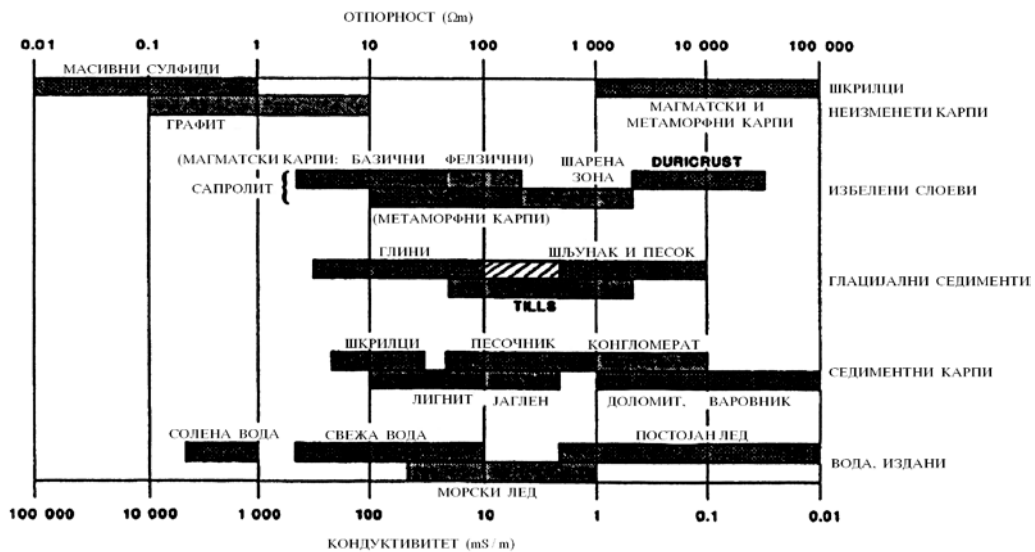 ОТПОРНОСТ (Ωm)
0.01 0.1 1 10 100 1 000 10 000 100 000
МАСИВНИ СУЛФИДИ
ШКРИЛЦИ
ГРАФИТ
МАГМАТСКИ И
МЕТАМОРФНИ КАРПИ
НЕИЗМЕНЕТИ КАРПИ
(МАГМАТСКИ КАРПИ: БАЗИЧНИ ФЕЛЗИЧНИ)
ШАРЕНА
ЗОНА
DURICRUST
САПРОЛИТ
ИЗБЕЛЕНИ СЛОЕВИ
(МЕТАМОРФНИ КАРПИ)
ГЛИНИ
ШЉУНАК И ПЕСОК
ГЛАЦИЈАЛНИ СЕДИМЕНТИ
TILLS
ШКРИЛЦИ
ПЕСОЧНИК
КОНГЛОМЕРАТ
СЕДИМЕНТНИ КАРПИ
ЛИГНИТ
ЈАГЛЕН
ДОЛОМИТ, ВАРОВНИК
СОЛЕНА ВОДА
СВЕЖА ВОДА
ПОСТОЈАН ЛЕД
ВОДА. ИЗДАНИ
МОРСКИ ЛЕД
100 000 10 000 1 000 100 10 1 0.1 0.01
КОНДУКТИВИТЕТ (mS/m)